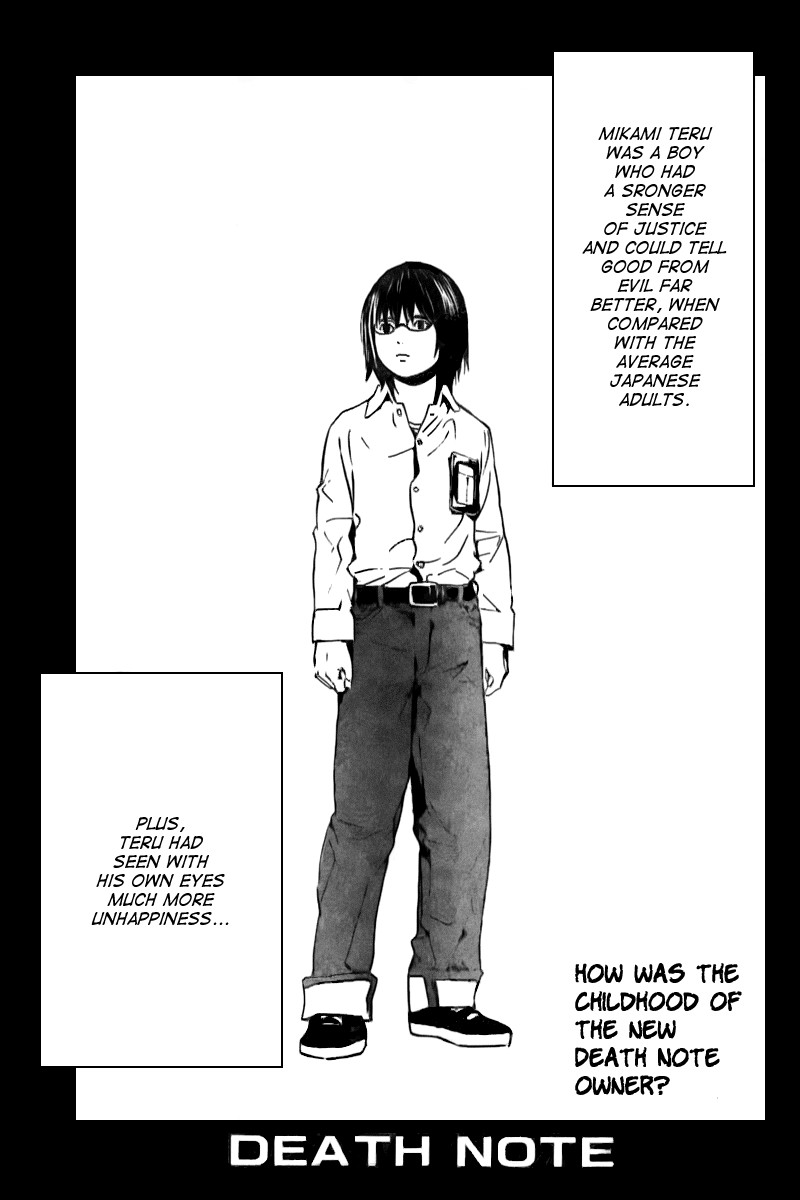 MIKAMI TERU
WAS A BOY
WHO HAD
A SRONGER
SENSE
OF JUSTICE
AND COULD TELL
GOOD FROM
EVIL FAR
BETTER, WHEN
COMPARED
WITH THE
AVERAGE
JAPANESE
ADULTS.
PLUS,
TERU HAD
SEEN WITH
HIS OWN EYES
MUCH MORE
UNHAPPINESS...
HOW WAS THE
CHILDHOOD OF
THE NEW
DEATH NOTE
OWNER?
DEATH NOTE